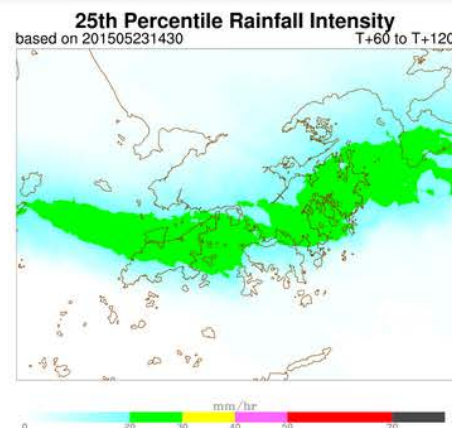 25th Percentile Rainfall Intensity
based on 201505231430 T+60 to T+120
mm/hr
0 20 30 40 50 70